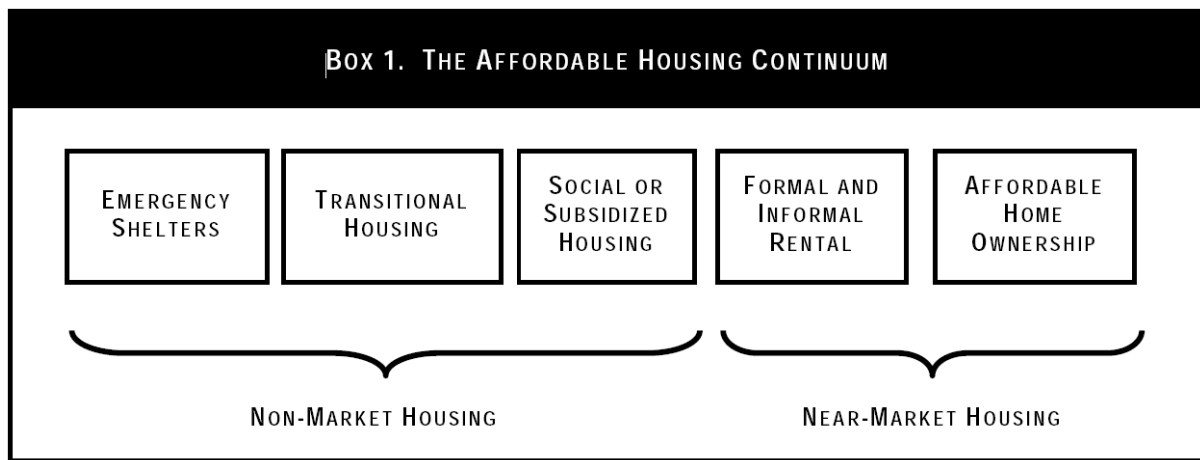 BOX 1. THE AFFORDABLE HOUSING CONTINUUM
EMERGENCY
SHELTERS
TRANSITIONAL
HOUSING
SOCIAL OR
SUBSIDIZED
HOUSING
FORMAL AND
INFORMAL
RENTAL
AFFORDABLE
HOME
OWNERSHIP
NON-MARKET HOUSING
NEAR-MARKET HOUSING